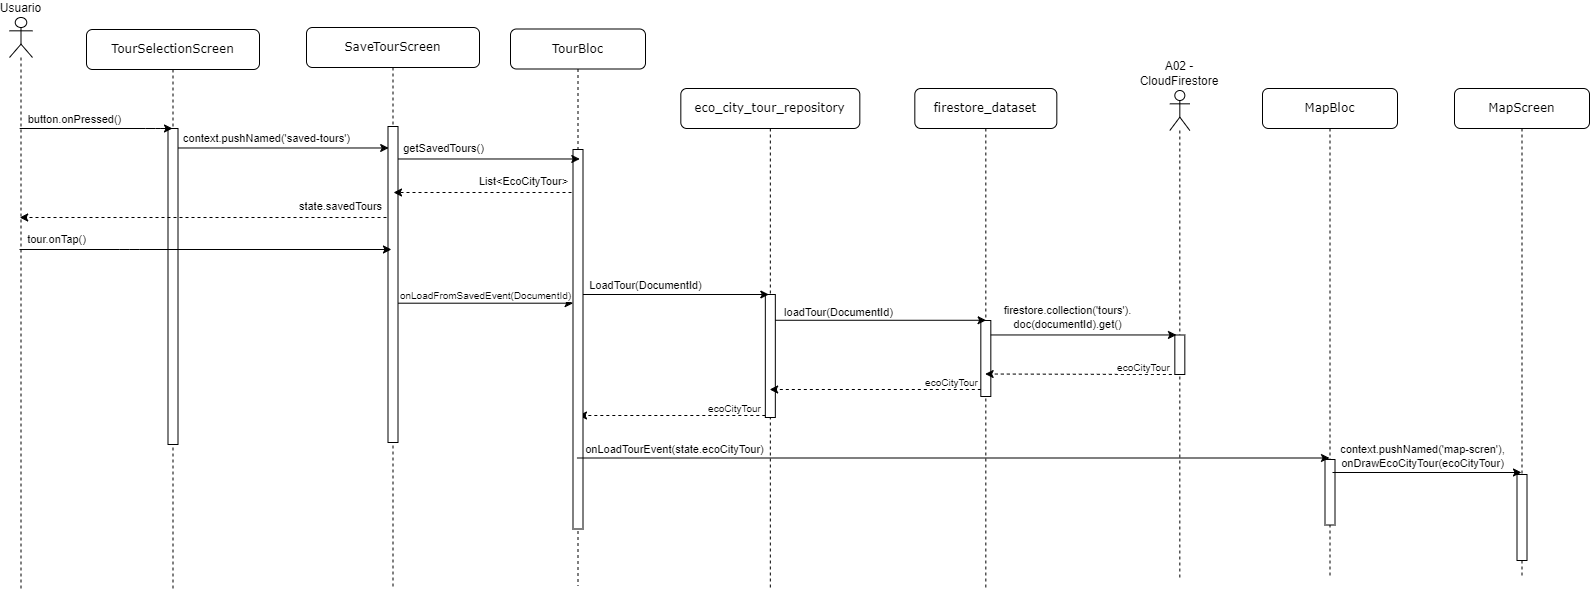 Usuario
TourSelectionScreen
SaveTourScreen
TourBloc
A02 -
CloudFirestore
eco_city_tour_repository
firestore_dataset
MapBloc
MapScreen
button.onPressed()
context.pushNamed('saved-tours')
getSavedTours()
List<EcoCityTour>
state.savedTours
tour.onTap()
onLoadFromSavedEvent(DocumentId)
LoadTour(DocumentId)
loadTour(DocumentId)
firestore.collection('tours').
doc(documentId).get()
ecoCityTour
ecoCityTour
ecoCityTour
onLoadTourEvent(state.ecoCityTour)
context.pushNamed('map-scren'),
onDrawEcoCityTour(ecoCityTour)